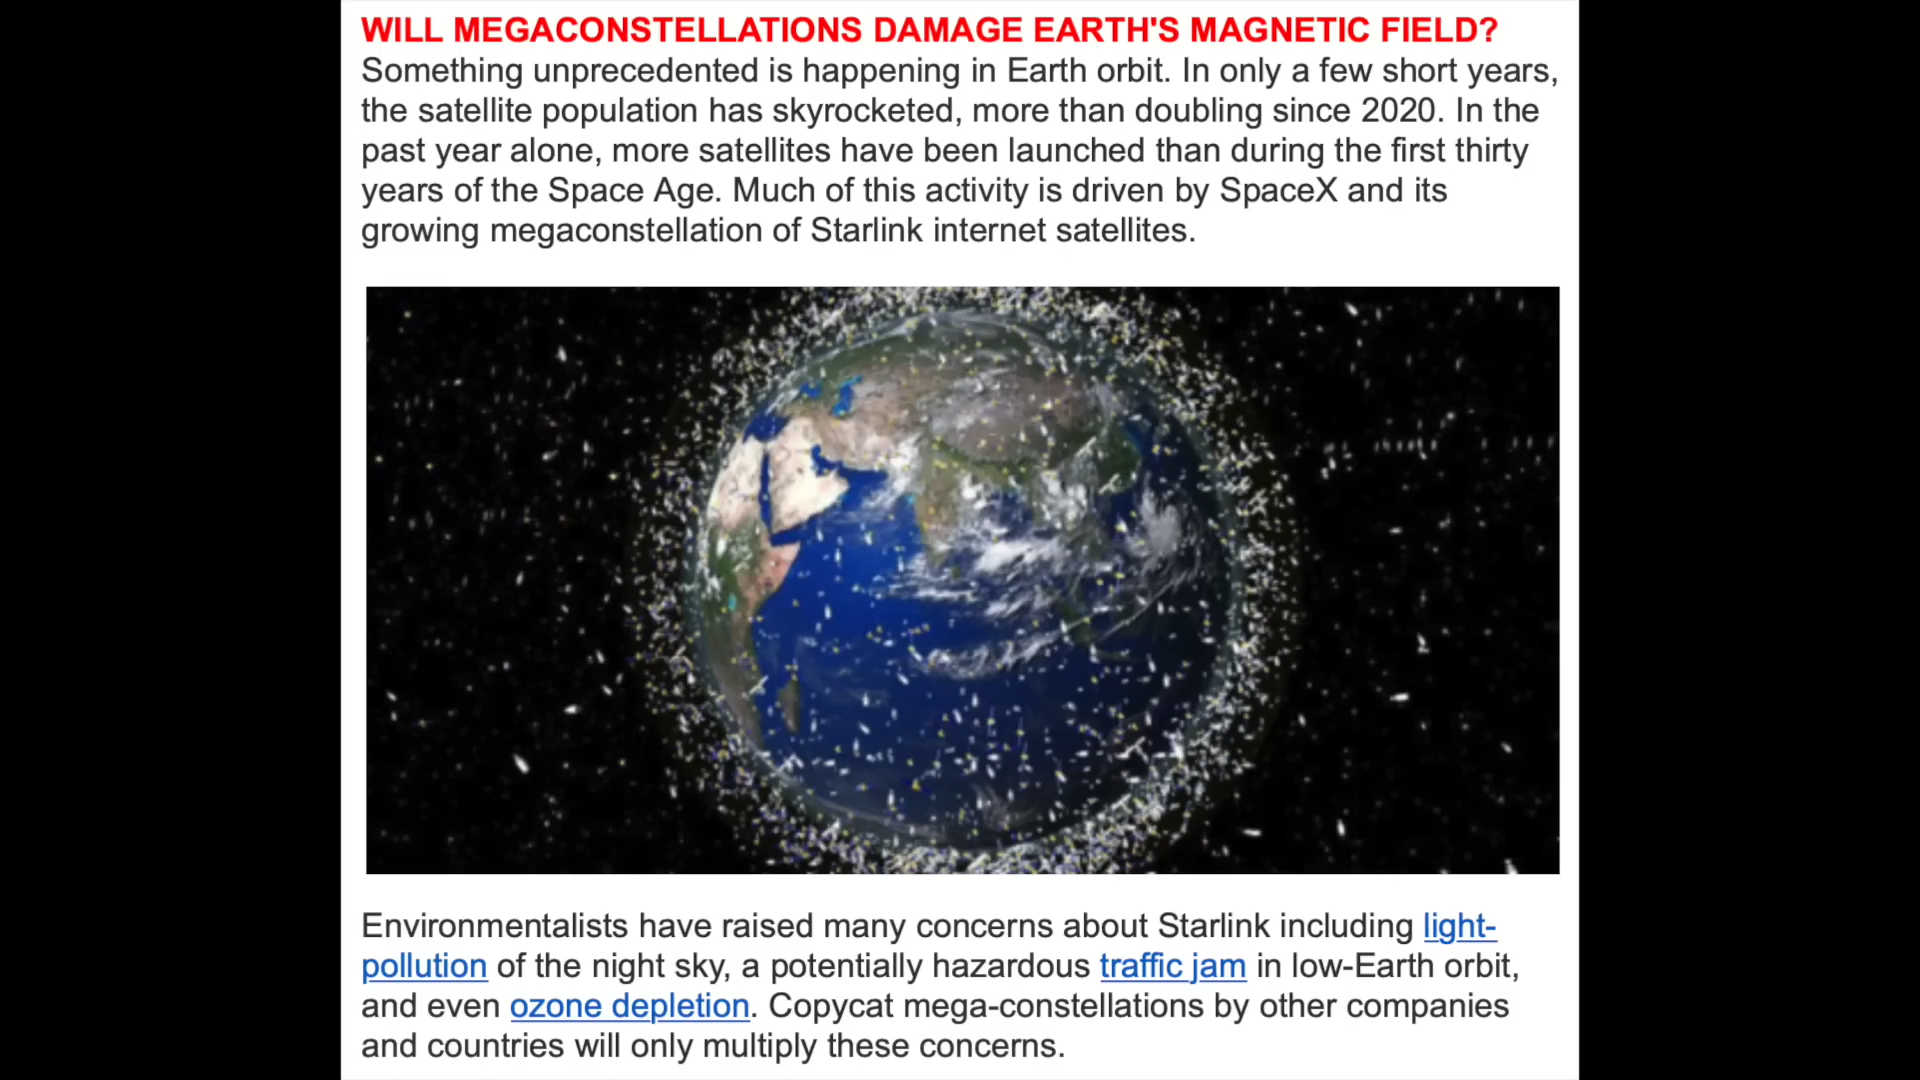 WILL MEGACONSTELLATIONS DAMAGE EARTH'S MAGNETIC FIELD?
Something unprecedented is happening in Earth orbit. In only a few short years,
the satellite population has skyrocketed, more than doubling since 2020. In the
past year alone, more satellites have been launched than during the first thirty
years of the Space Age. Much of this activity is driven by SpaceX and its
growing megaconstellation of Starlink internet satellites.
Environmentalists have raised many concerns about Starlink including light-
pollution of the night sky, a potentially hazardous traffic jam in low-Earth orbit,
and even ozone depletion. Copycat mega-constellations by other companies
and countries will only multiply these concerns.